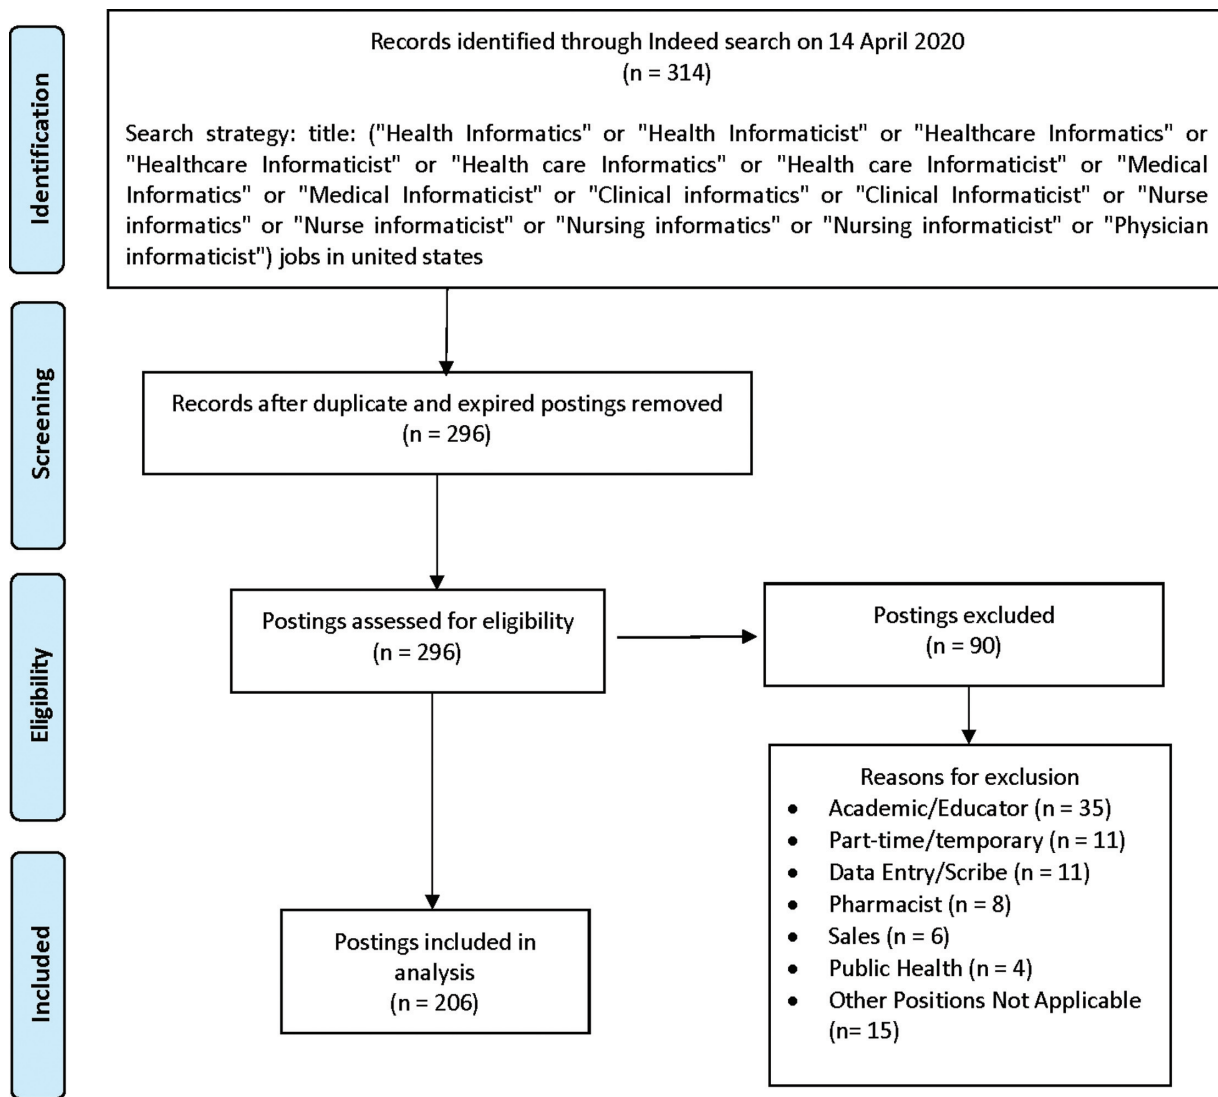 Identification
Records identified through Indeed search on 14 April 2020
(n = 314)
Search strategy: title: ("Health Informatics" or "Health Informaticist" or "Healthcare Informatics" or
"Healthcare Informaticist" or "Health care Informatics" or "Health care Informaticist" or "Medical
Informatics" or "Medical Informaticist" or "Clinical informatics" or "Clinical Informaticist" or "Nurse
informatics" or "Nurse informaticist" or "Nursing informatics" or "Nursing informaticist" or "Physician
informaticist") jobs in united states
Screening
Records after duplicate and expired postings removed
(n = 296)
Eligibility
Postings assessed for eligibility
(n = 296)
Postings excluded
(n = 90)
Reasons for exclusion
• Academic/Educator (n = 35)
• Part-time/temporary (n = 11)
• Data Entry/Scribe (n = 11)
• Pharmacist (n = 8)
• Sales (n = 6)
• Public Health (n = 4)
• Other Positions Not Applicable
(n= 15)
Included
Postings included in
analysis
(n = 206)